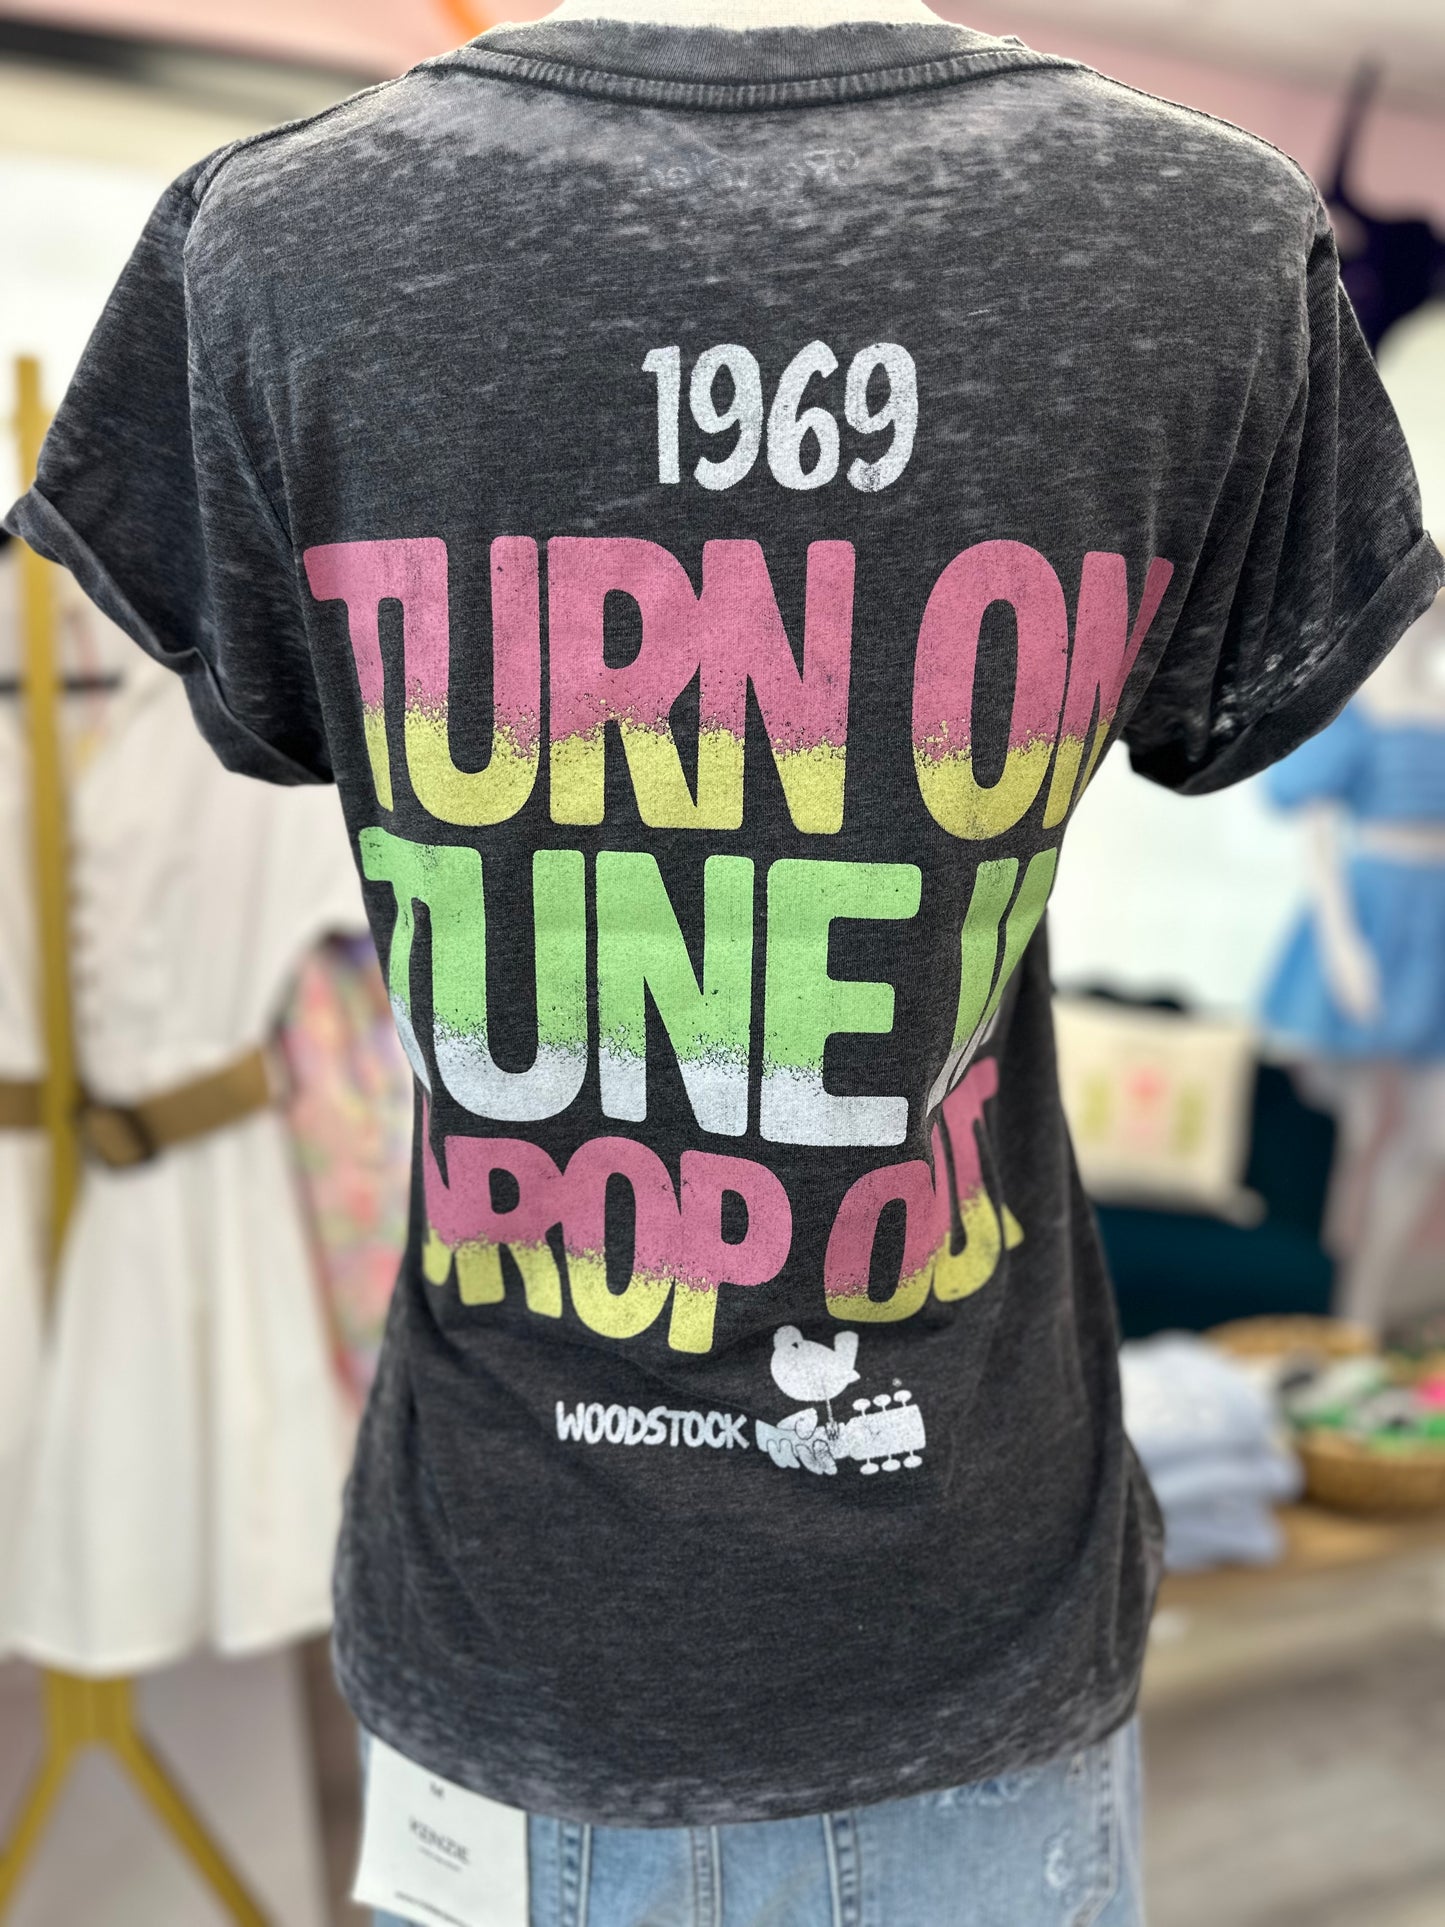 1969
TURN ON
TUNE IN
DROP OUT
WOODSTOCK
®
M